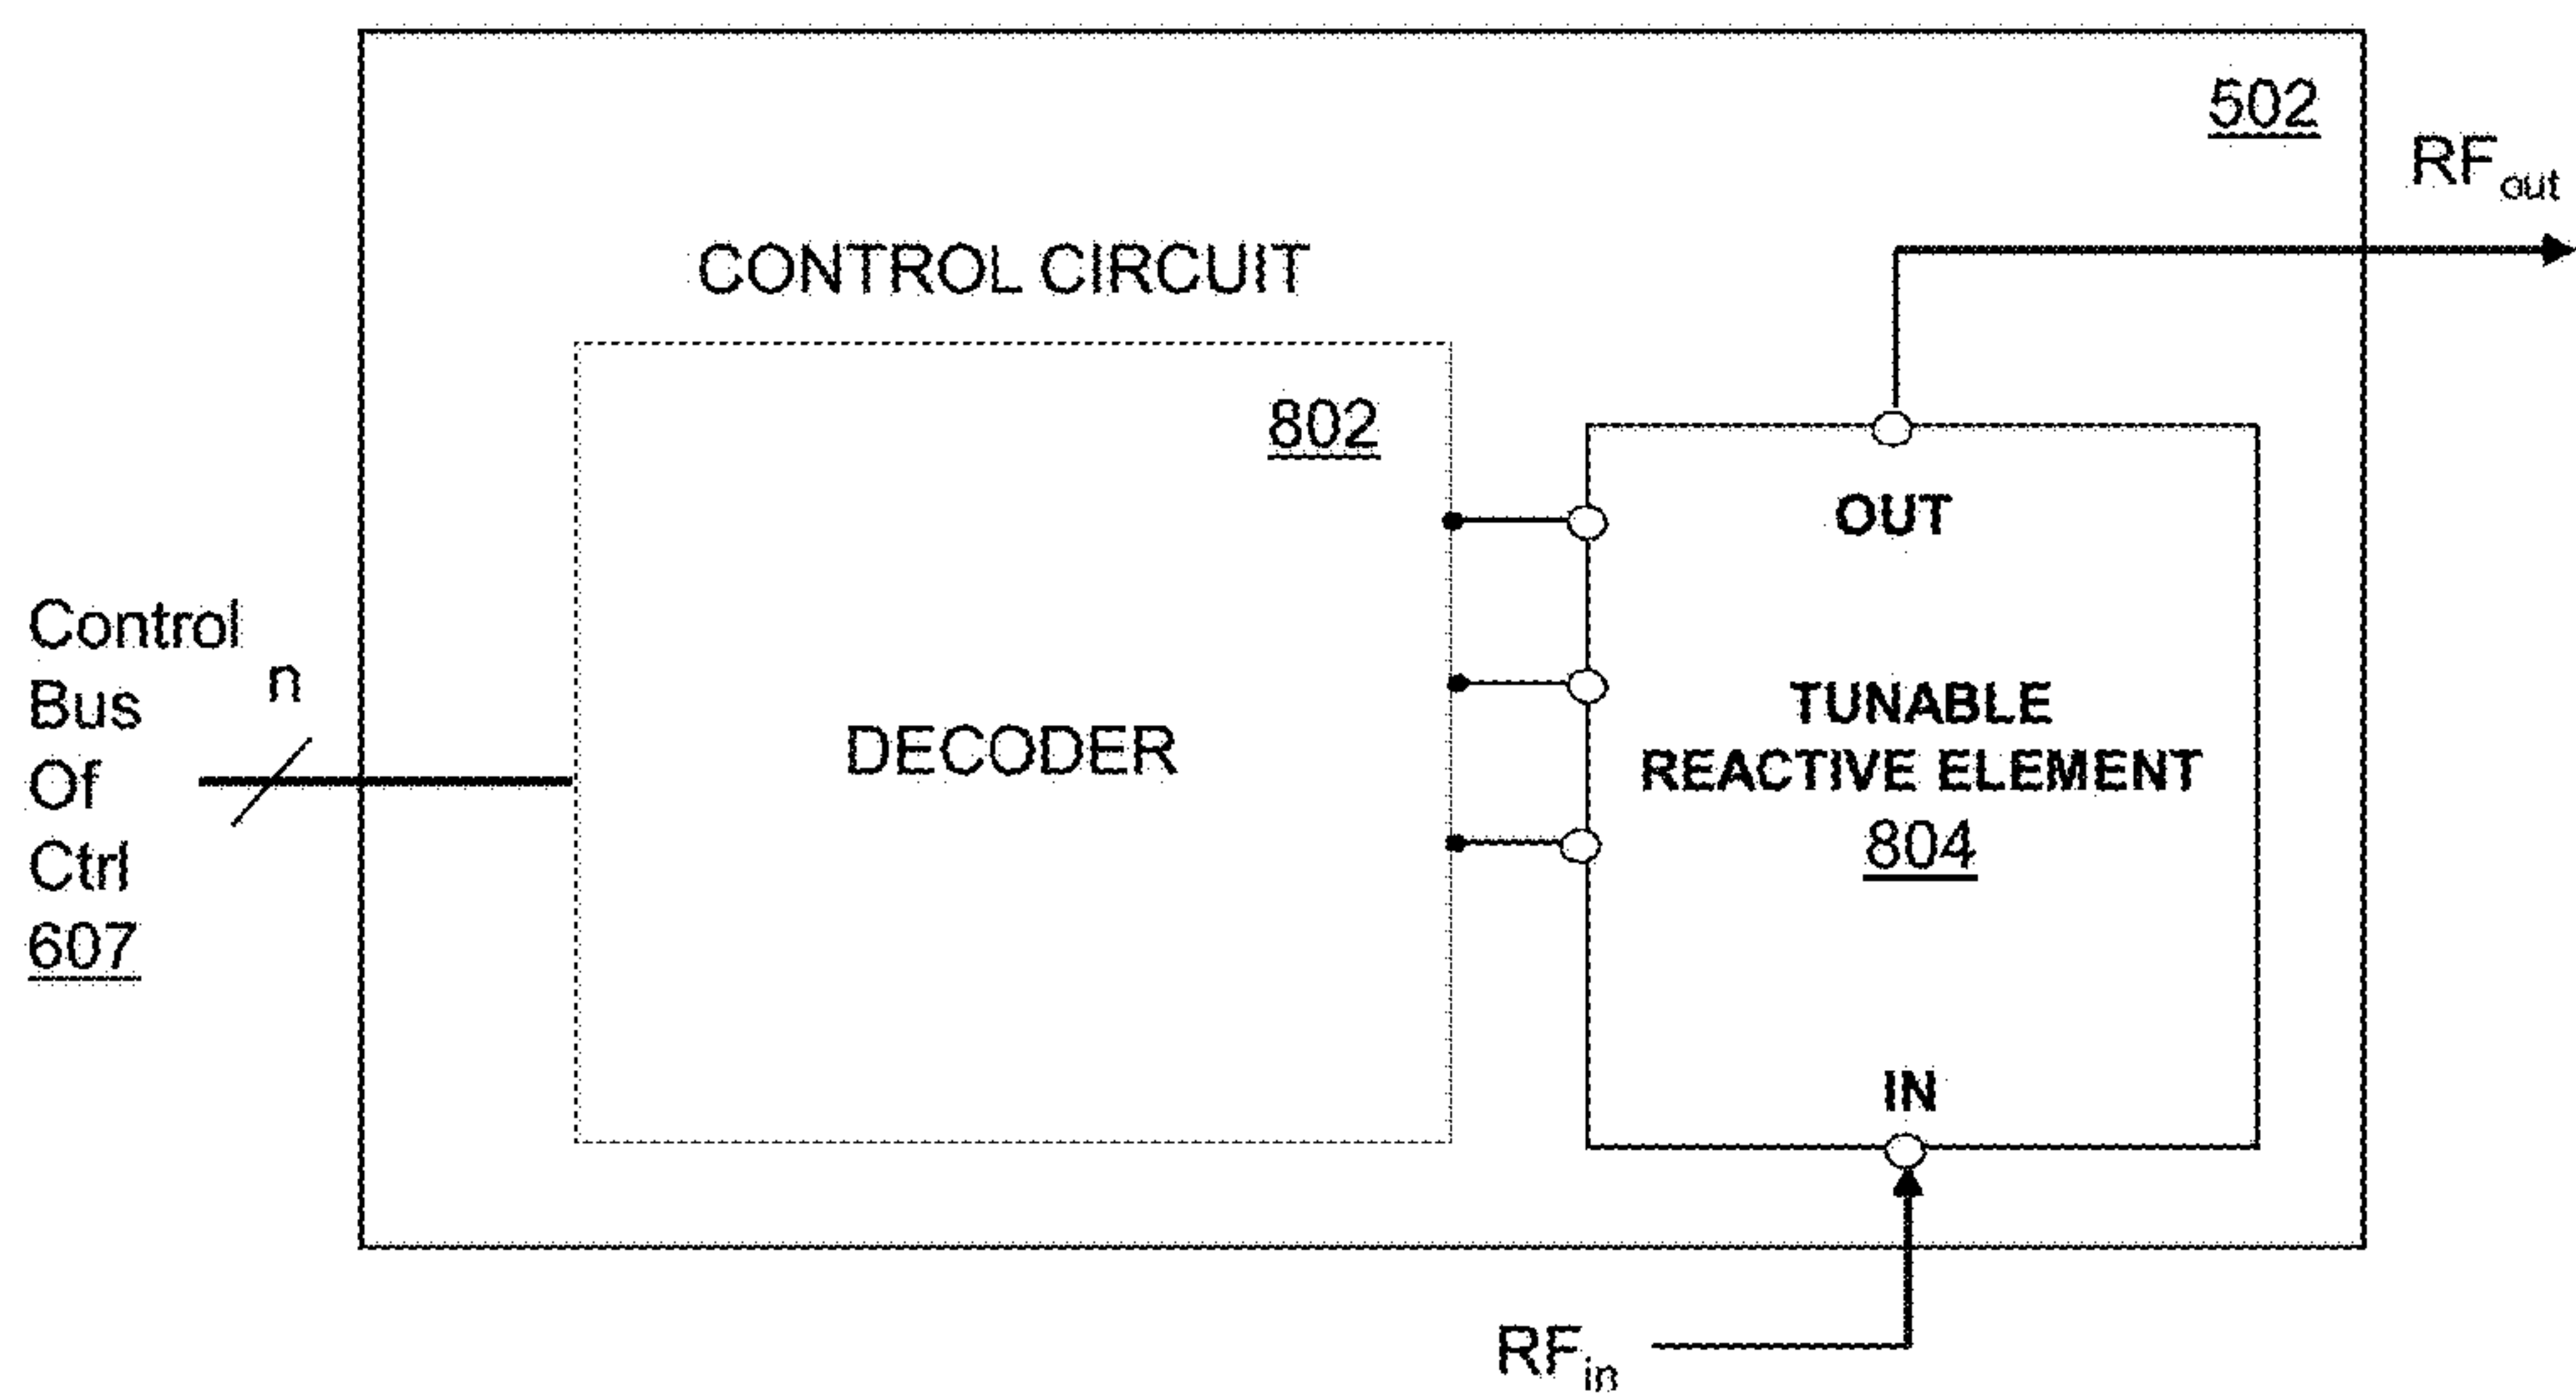 502
RFout
CONTROL CIRCUIT
802
OUT
Control
Bus
Of
Ctrl
607
n
DECODER
TUNABLE
REACTIVE ELEMENT
804
IN
RFin